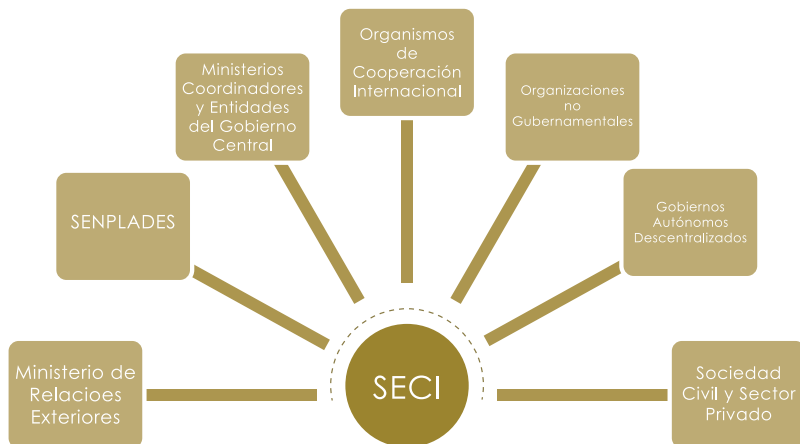 Organismos
de
Cooperación
Internacional
Ministerios
Coordinadores
y Entidades
del Gobierno
Central
Organizaciones
no
Gubernamentales
SENPLADES
Gobiernos
Autónomos
Descentralizados
Ministerio de
Relacioes
Exteriores
SECI
Sociedad
Civil y Sector
Privado